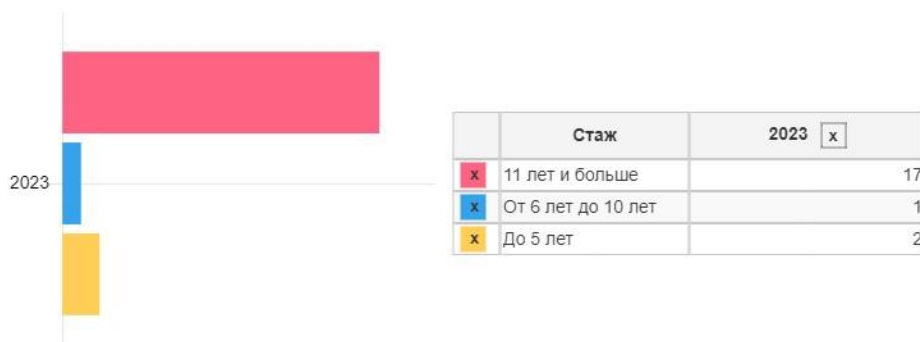 2023
Стаж 2023 x
x 11 лет и больше 17
x От 6 лет до 10 лет 1
x До 5 лет 2